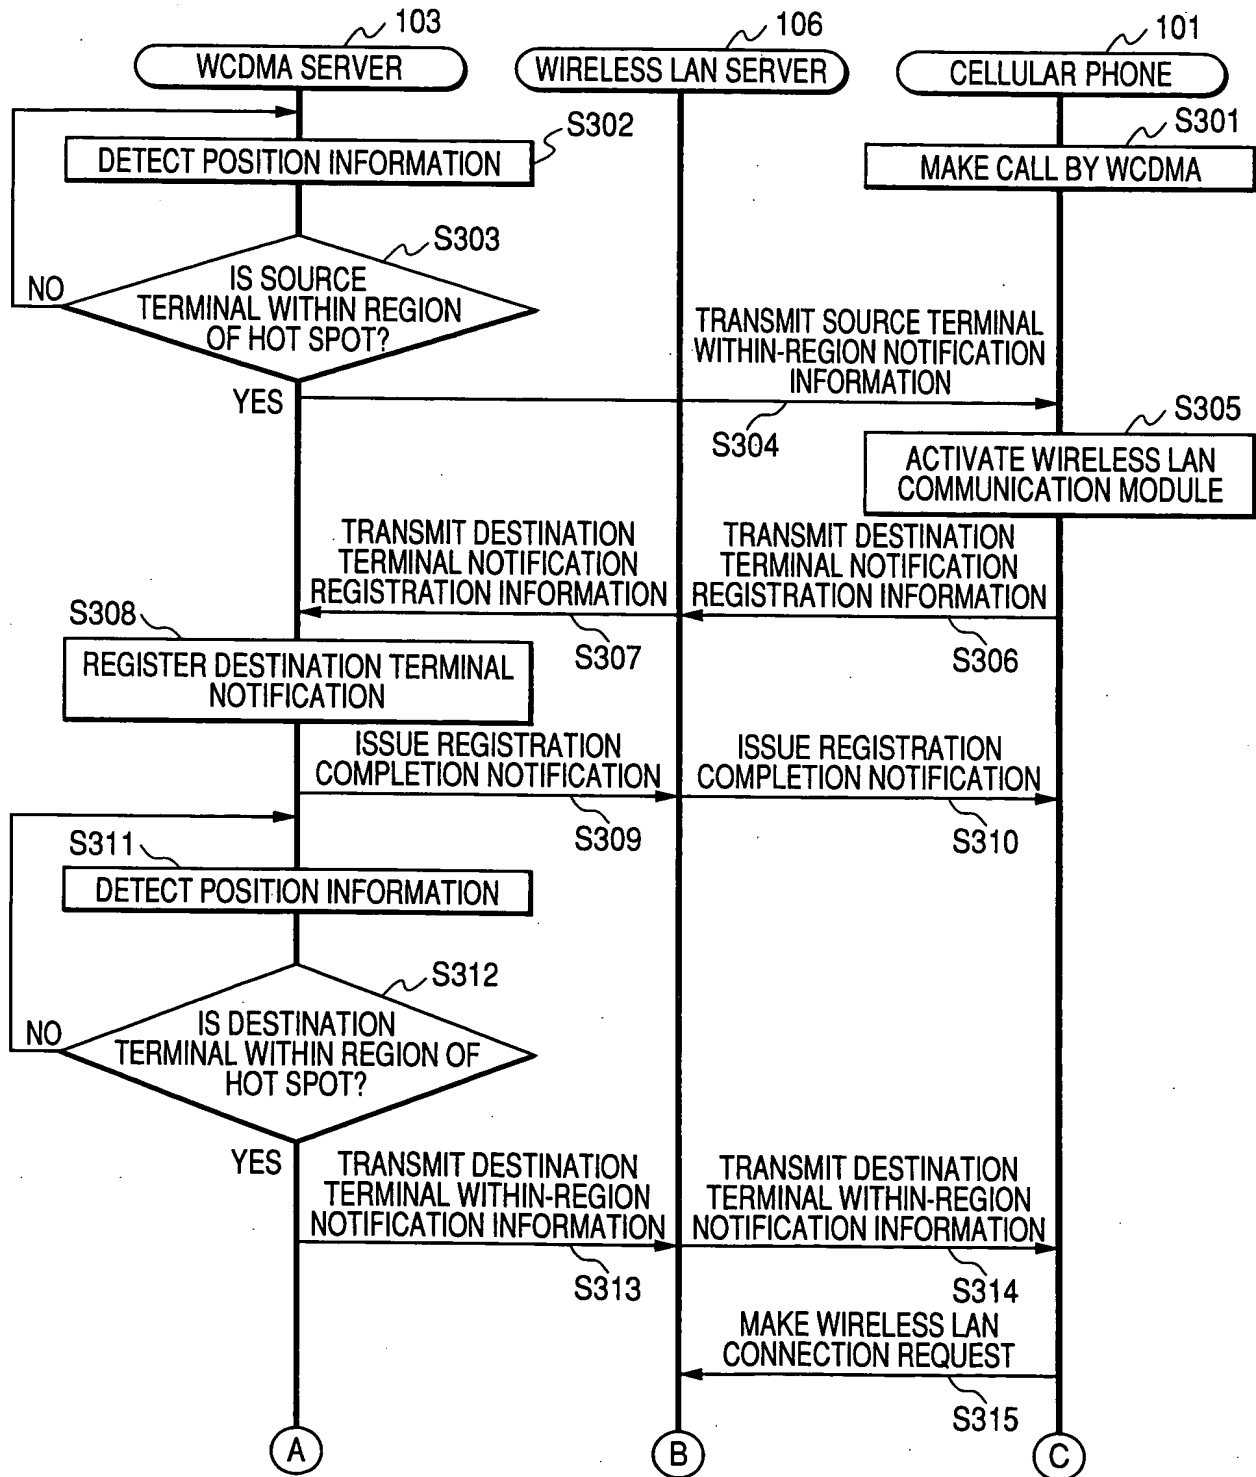 103
106
101
WCDMA SERVER
WIRELESS LAN SERVER
CELLULAR PHONE
S302
S301
DETECT POSITION INFORMATION
MAKE CALL BY WCDMA
S303
NO
IS SOURCE
TERMINAL WITHIN REGION
OF HOT SPOT?
YES
TRANSMIT SOURCE TERMINAL
WITHIN-REGION NOTIFICATION
INFORMATION
S304
S305
ACTIVATE WIRELESS LAN
COMMUNICATION MODULE
TRANSMIT DESTINATION
TERMINAL NOTIFICATION
REGISTRATION INFORMATION
S307
TRANSMIT DESTINATION
TERMINAL NOTIFICATION
REGISTRATION INFORMATION
S306
S308
REGISTER DESTINATION TERMINAL
NOTIFICATION
ISSUE REGISTRATION
COMPLETION NOTIFICATION
S309
ISSUE REGISTRATION
COMPLETION NOTIFICATION
S310
S311
DETECT POSITION INFORMATION
S312
NO
IS DESTINATION
TERMINAL WITHIN REGION OF
HOT SPOT?
YES
TRANSMIT DESTINATION
TERMINAL WITHIN-REGION
NOTIFICATION INFORMATION
S313
TRANSMIT DESTINATION
TERMINAL WITHIN-REGION
NOTIFICATION INFORMATION
S314
MAKE WIRELESS LAN
CONNECTION REQUEST
S315
A
B
C